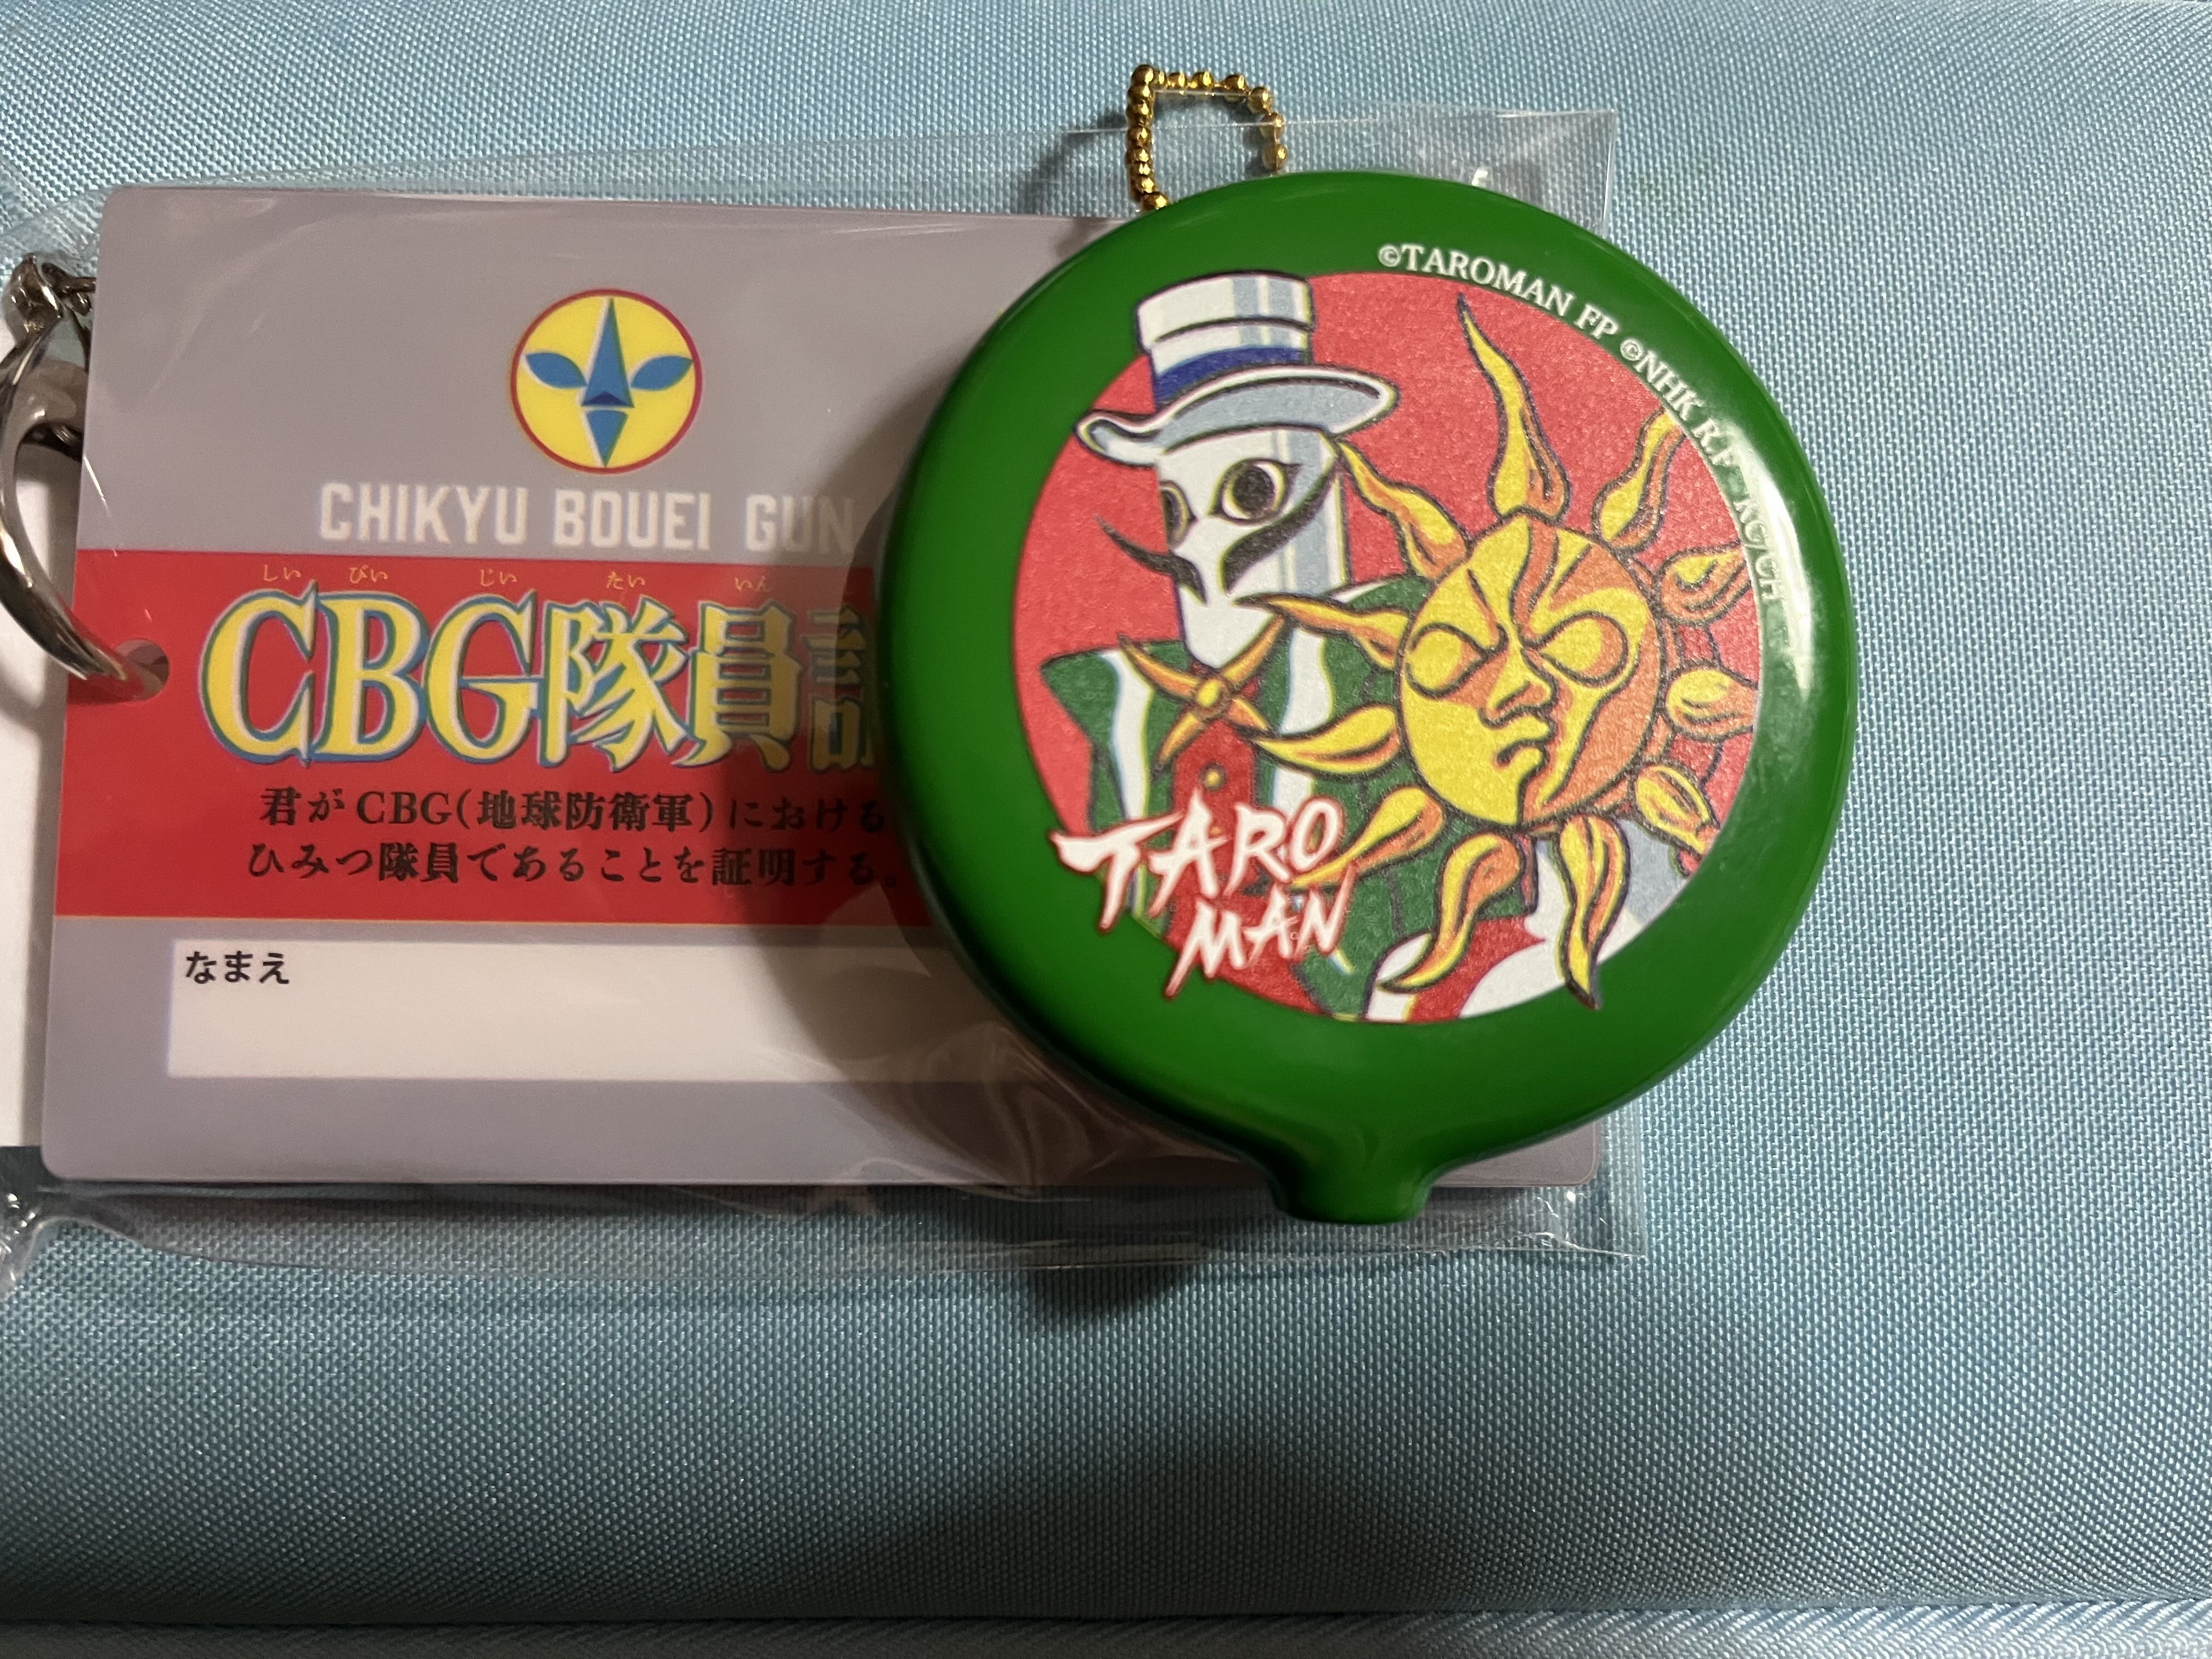 CHIKYU BOUEI GUN
しい びい じい たい いん
CBG隊員証
君がCBG(地球防衛軍)における
ひみつ隊員であることを証明する。
なまえ
©TAROMAN FP ©NHK R.F
TARO
MAN